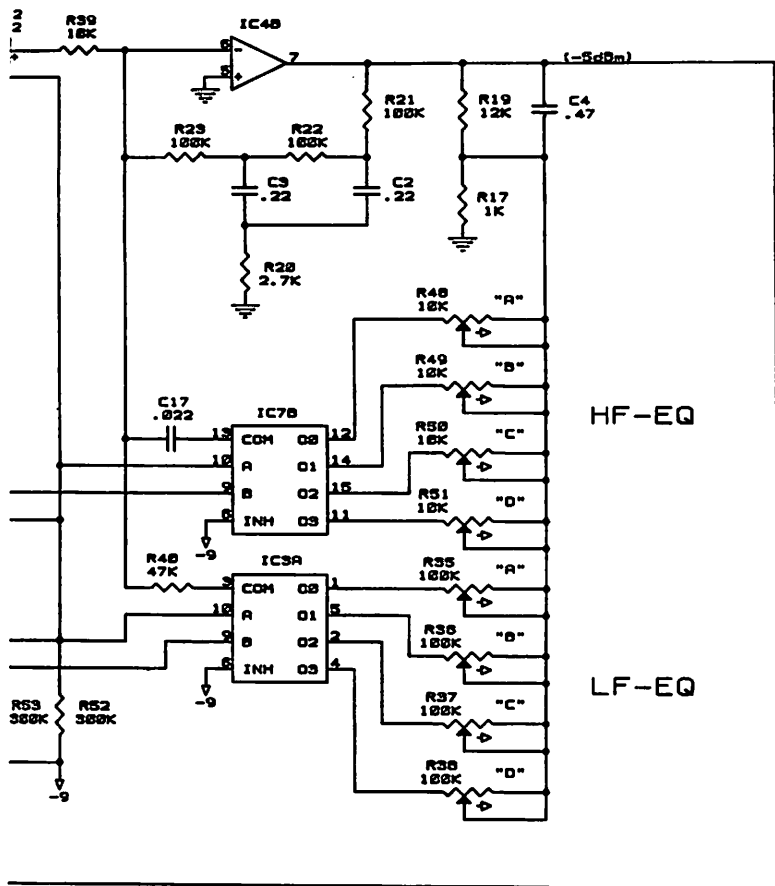 R39
10K
IC4B
6
-
5
+
7
(-5dBm)
R21
100K
R19
12K
C4
.47
R23
100K
R22
100K
C3
.22
C2
.22
R17
1K
R20
2.7K
R48
10K
"A"
R49
10K
"B"
C17
.022
IC7B
R50
10K
"C"
HF-EQ
13 COM O0 12
10 A O1 14
9 B O2 15
6 INH O3 11
R51
10K
"D"
-9
R40
47K
IC3A
R35
100K
"A"
3 COM O0 1
10 A O1 5
9 B O2 2
6 INH O3 4
R36
100K
"B"
-9
R37
100K
"C"
LF-EQ
R53
300K
R52
300K
R38
100K
"D"
-9